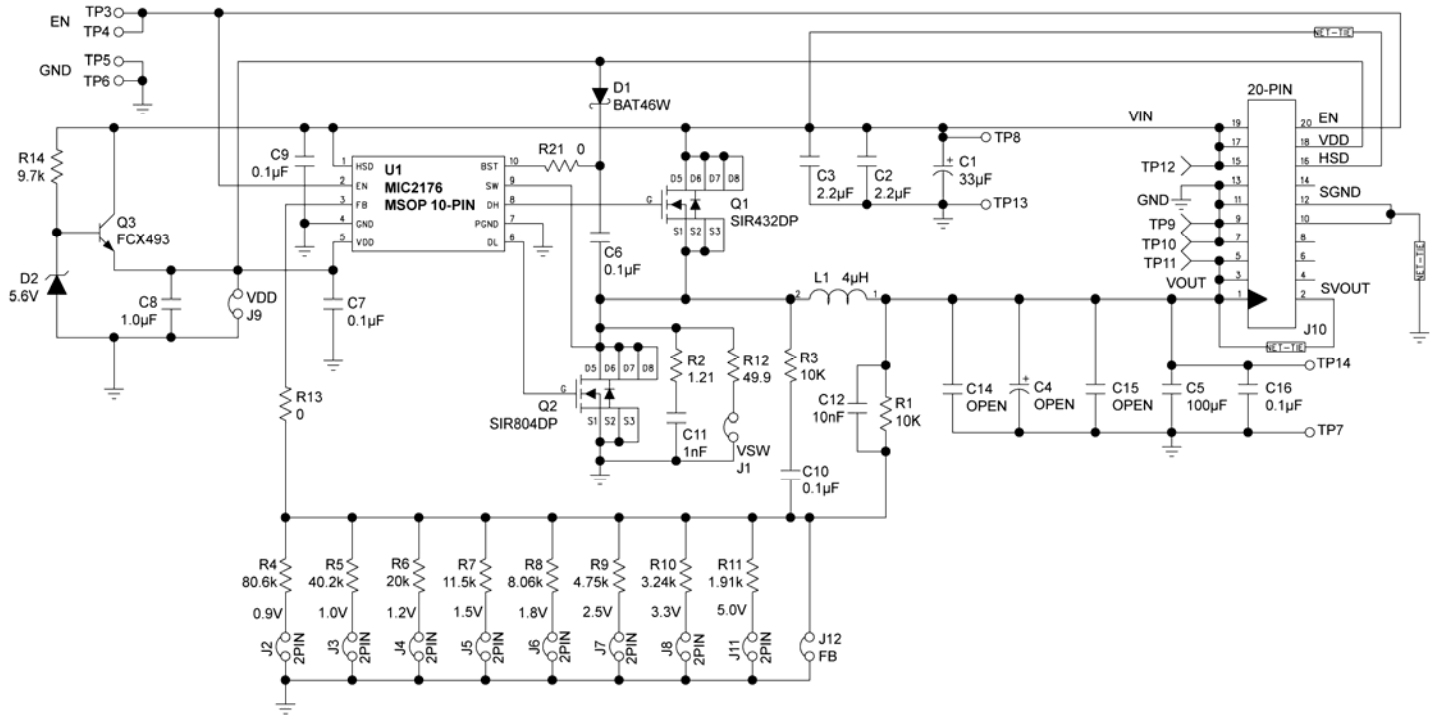 EN
TP3
TP4
GND
TP5
TP6
R14
9.7k
Q3
FCX493
D2
5.6V
C8
1.0µF
VDD
J9
C9
0.1µF
C7
0.1µF
1 HSD
2 EN
3 FB
4 GND
5 VDD
U1
MIC2176
MSOP 10-PIN
BST 10
SW 9
DH 8
PGND 7
DL 6
R21 0
D1
BAT46W
C6
0.1µF
D5 D6 D7 D8
G
S1 S2 S3
Q1
SIR432DP
D5 D6 D7 D8
G
S1 S2 S3
Q2
SIR804DP
R2
1.21
C11
1nF
R12
49.9
VSW
J1
2 L1 4µH 1
R3
10K
C10
0.1µF
C12
10nF
R1
10K
C3
2.2µF
C2
2.2µF
+ C1
33µF
TP8
TP13
NET-TIE
20-PIN
VIN
19
17
TP12
15
GND
13
11
TP9
9
TP10
7
TP11
5
VOUT
3
1
20 EN
18 VDD
16 HSD
14
SGND
12
10
8
6
4
SVOUT
2
J10
NET-TIE
NET-TIE
C14
OPEN
+ C4
OPEN
C15
OPEN
C5
100µF
C16
0.1µF
TP14
TP7
R13
0
R4
80.6k
0.9V
J2
2PIN
R5
40.2k
1.0V
J3
2PIN
R6
20k
1.2V
J4
2PIN
R7
11.5k
1.5V
J5
2PIN
R8
8.06k
1.8V
J6
2PIN
R9
4.75k
2.5V
J7
2PIN
R10
3.24k
3.3V
J8
2PIN
R11
1.91k
5.0V
J11
2PIN
J12
FB